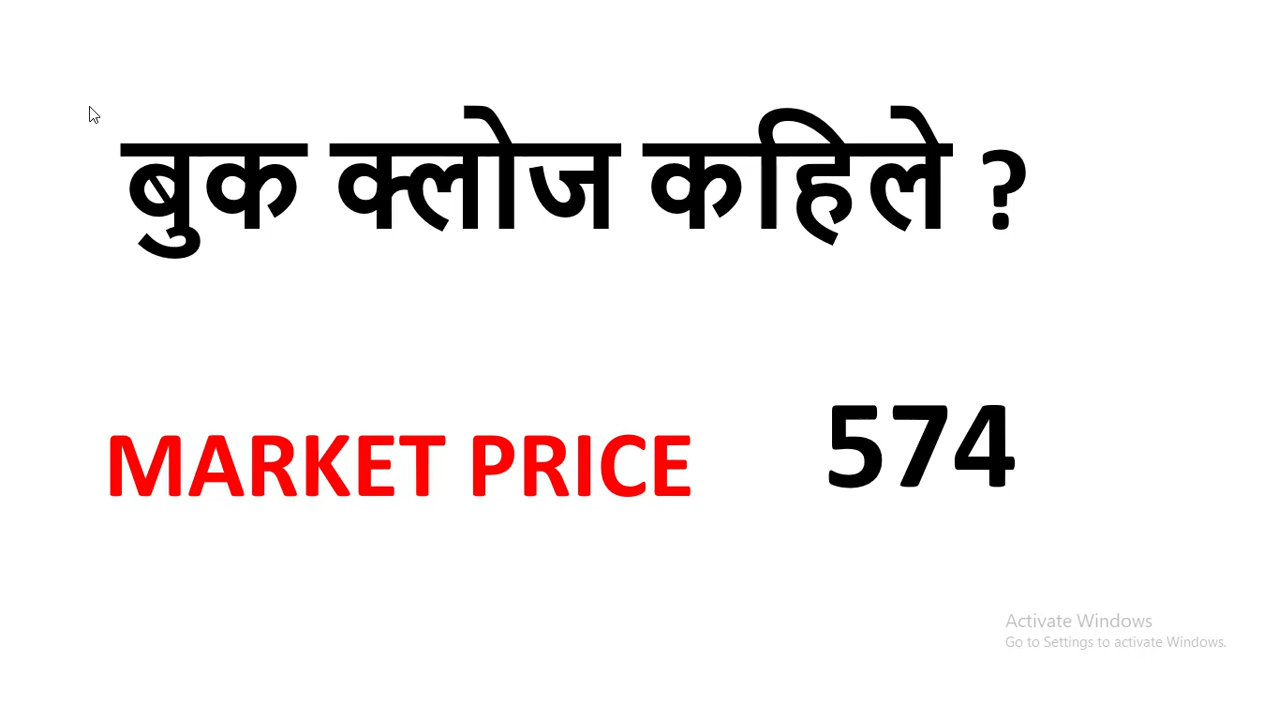 बुक क्लोज कहिले ?
MARKET PRICE 574
Activate Windows
Go to Settings to activate Windows.